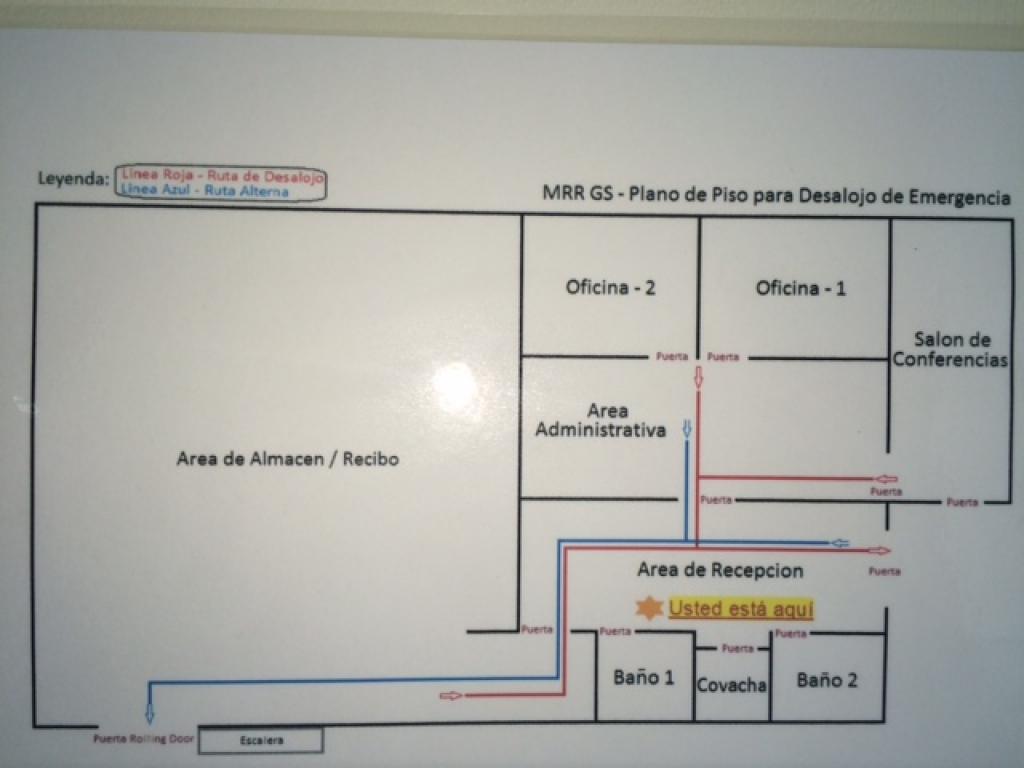 Leyenda:
Linea Roja - Ruta de Desalojo
Linea Azul - Ruta Alterna
MRR GS - Plano de Piso para Desalojo de Emergencia
Oficina - 2
Oficina - 1
Salon de
Conferencias
Puerta
Puerta
Area
Administrativa
Area de Almacen / Recibo
Puerta
Puerta
Puerta
Area de Recepcion
Puerta
Usted está aquí
Puerta
Puerta
Puerta
Puerta
Baño 1
Covacha
Baño 2
Puerta Rolling Door
Escalera